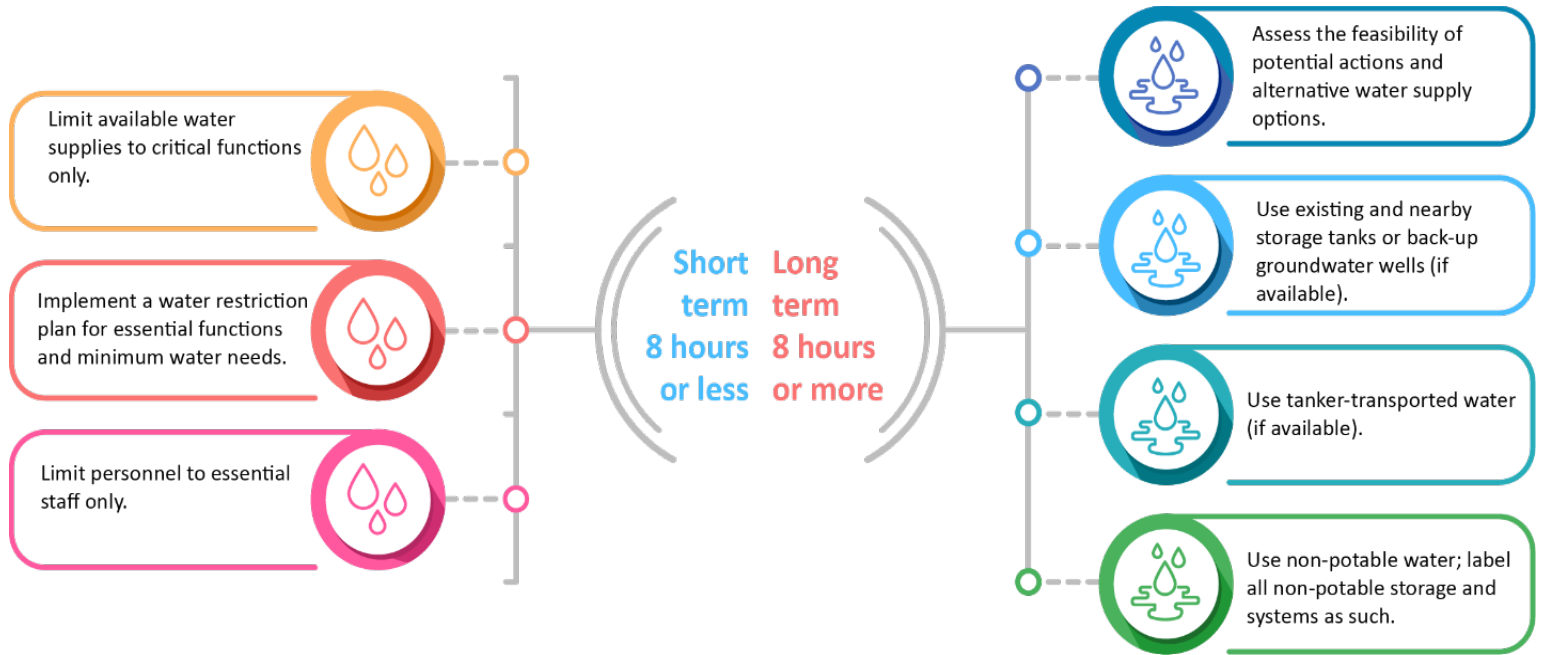 Limit available water
supplies to critical functions
only.
Implement a water restriction
plan for essential functions
and minimum water needs.
Limit personnel to essential
staff only.
Short
term
8 hours
or less
Long
term
8 hours
or more
Assess the feasibility of
potential actions and
alternative water supply
options.
Use existing and nearby
storage tanks or back-up
groundwater wells (if
available).
Use tanker-transported water
(if available).
Use non-potable water; label
all non-potable storage and
systems as such.